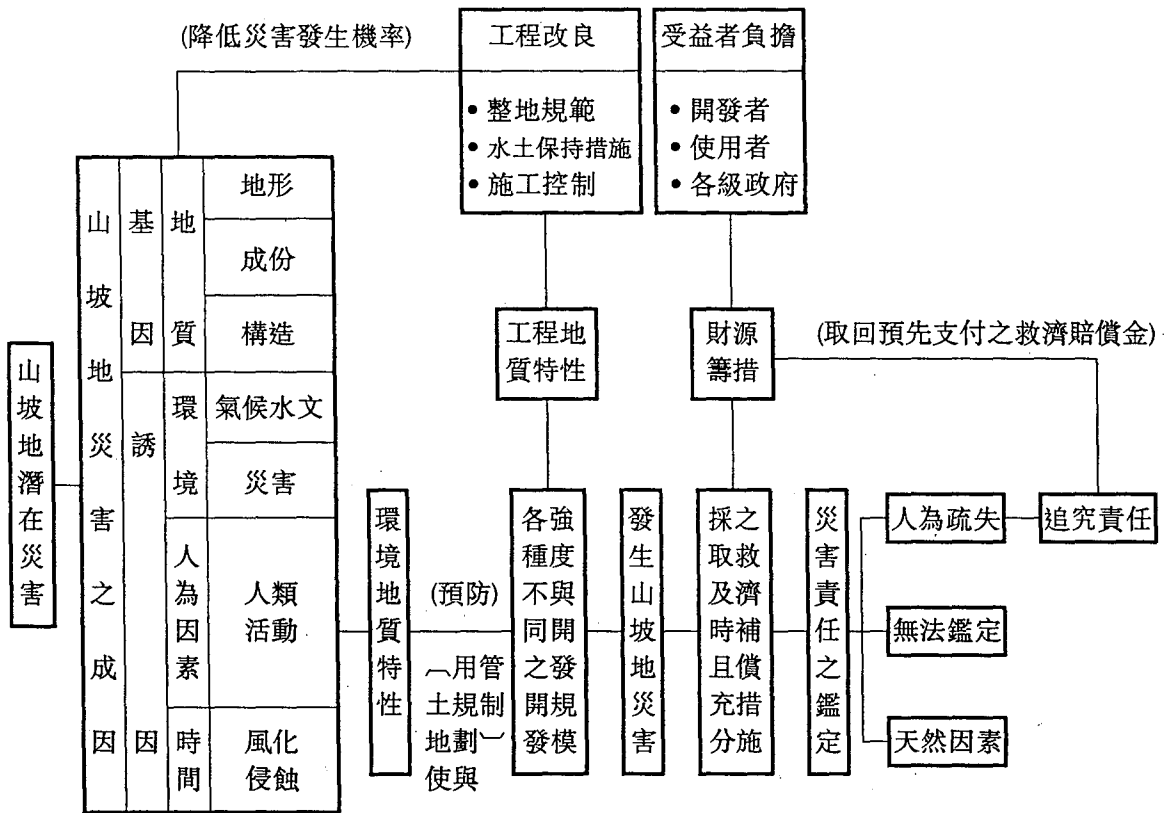 (降低災害發生機率)
工程改良
• 整地規範
• 水土保持措施
• 施工控制
受益者負擔
• 開發者
• 使用者
• 各級政府
山坡地潛在災害
山坡地災害之成因
基因
誘因
地質
環境
人為因素
時間
地形
成份
構造
氣候水文
災害
人類
活動
風化
侵蝕
環境地質特性
(預防)
︵土地使
用規劃與
管制︶
工程地
質特性
各種不同之開發
強度與開發規模
發生山坡地災害
財源
籌措
(取回預先支付之救濟賠償金)
採取及時且充分
之救濟補償措施
災害責任之鑑定
人為疏失
追究責任
無法鑑定
天然因素